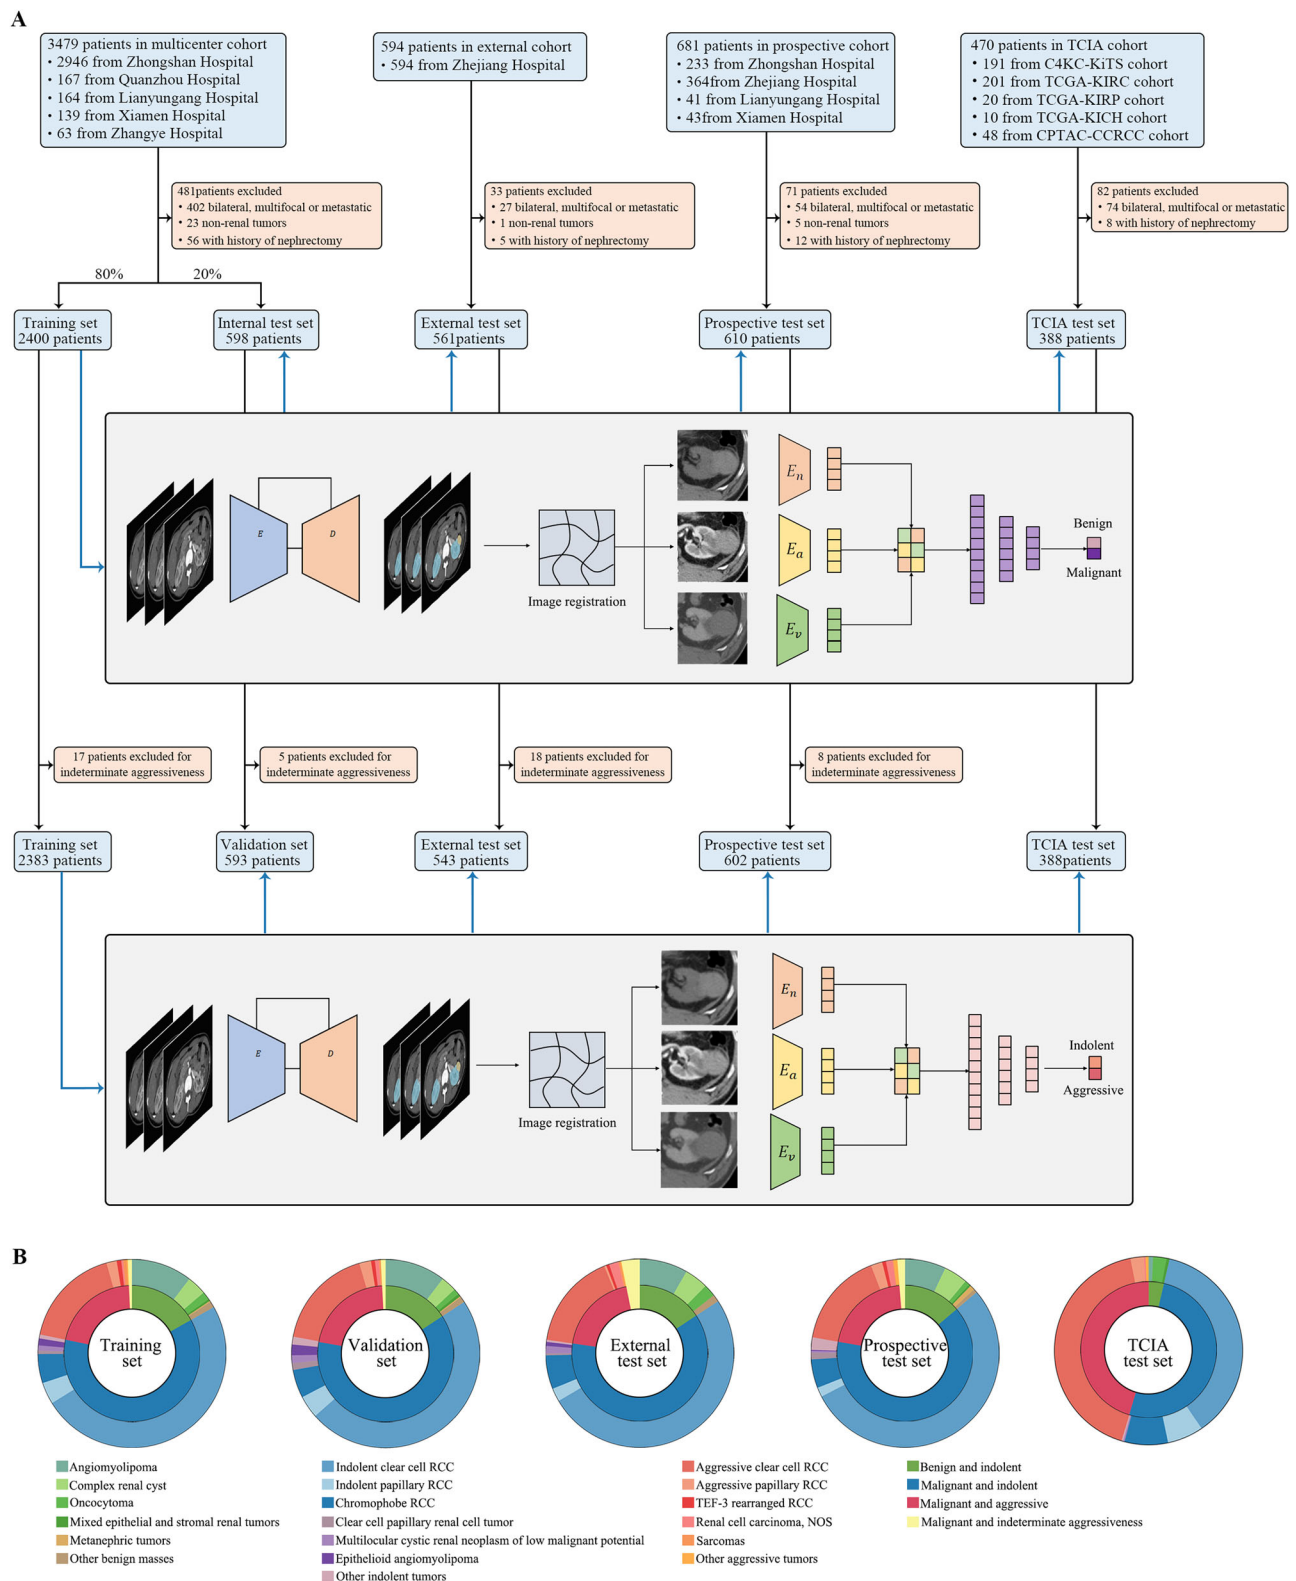 A
3479 patients in multicenter cohort
• 2946 from Zhongshan Hospital
• 167 from Quanzhou Hospital
• 164 from Lianyungang Hospital
• 139 from Xiamen Hospital
• 63 from Zhangye Hospital
594 patients in external cohort
• 594 from Zhejiang Hospital
681 patients in prospective cohort
• 233 from Zhongshan Hospital
• 364from Zhejiang Hospital
• 41 from Lianyungang Hospital
• 43from Xiamen Hospital
470 patients in TCIA cohort
• 191 from C4KC-KiTS cohort
• 201 from TCGA-KIRC cohort
• 20 from TCGA-KIRP cohort
• 10 from TCGA-KICH cohort
• 48 from CPTAC-CCRCC cohort
481patients excluded
• 402 bilateral, multifocal or metastatic
• 23 non-renal tumors
• 56 with history of nephrectomy
33 patients excluded
• 27 bilateral, multifocal or metastatic
• 1 non-renal tumors
• 5 with history of nephrectomy
71 patients excluded
• 54 bilateral, multifocal or metastatic
• 5 non-renal tumors
• 12 with history of nephrectomy
82 patients excluded
• 74 bilateral, multifocal or metastatic
• 8 with history of nephrectomy
80%
20%
Training set
2400 patients
Internal test set
598 patients
External test set
561patients
Prospective test set
610 patients
TCIA test set
388 patients
E
D
Image registration
En
Ea
Ev
Benign
Malignant
17 patients excluded for
indeterminate aggressiveness
5 patients excluded for
indeterminate aggressiveness
18 patients excluded for
indeterminate aggressiveness
8 patients excluded for
indeterminate aggressiveness
Training set
2383 patients
Validation set
593 patients
External test set
543 patients
Prospective test set
602 patients
TCIA test set
388patients
E
D
Image registration
En
Ea
Ev
Indolent
Aggressive
B
Training
set
Validation
set
External
test set
Prospective
test set
TCIA
test set
Angiomyolipoma
Complex renal cyst
Oncocytoma
Mixed epithelial and stromal renal tumors
Metanephric tumors
Other benign masses
Indolent clear cell RCC
Indolent papillary RCC
Chromophobe RCC
Clear cell papillary renal cell tumor
Multilocular cystic renal neoplasm of low malignant potential
Epithelioid angiomyolipoma
Other indolent tumors
Aggressive clear cell RCC
Aggressive papillary RCC
TEF-3 rearranged RCC
Renal cell carcinoma, NOS
Sarcomas
Other aggressive tumors
Benign and indolent
Malignant and indolent
Malignant and aggressive
Malignant and indeterminate aggressiveness